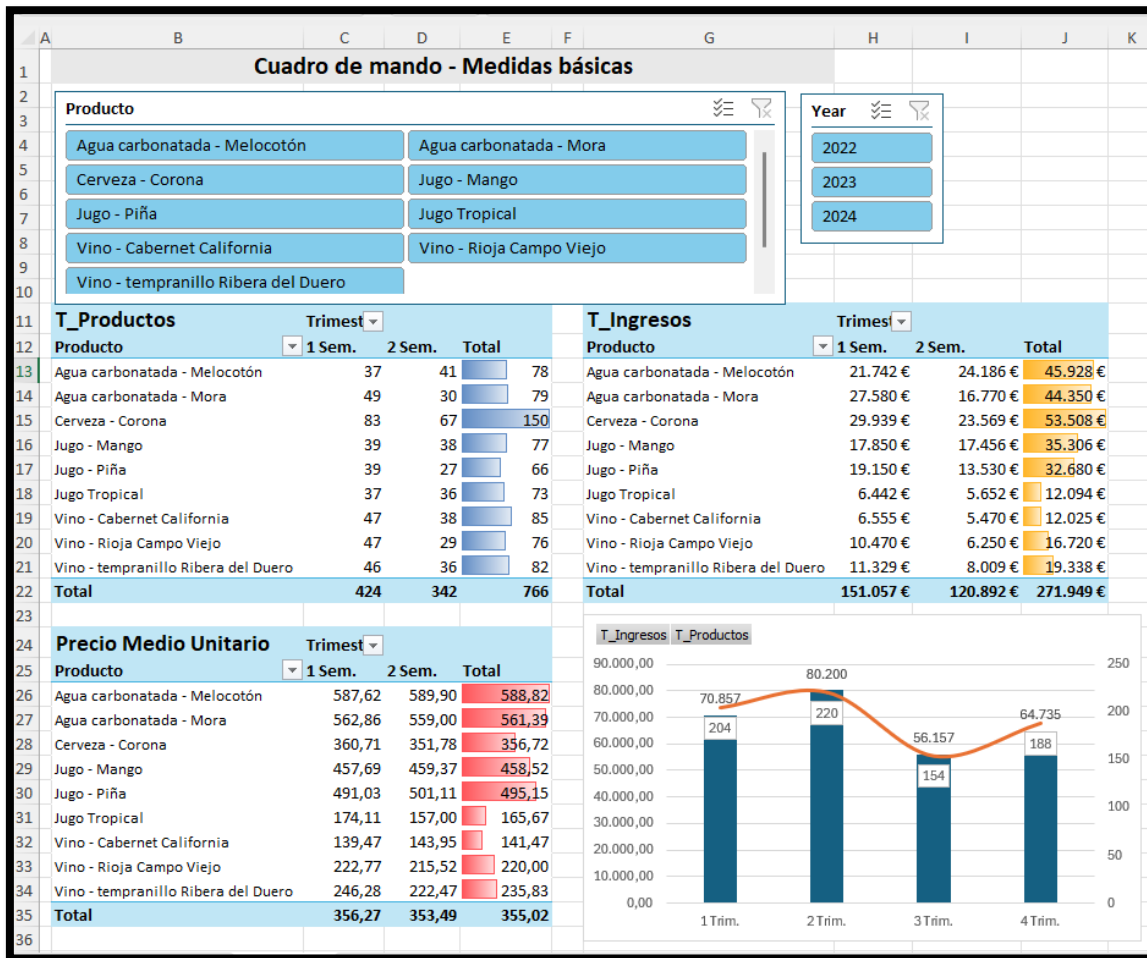 A B C D E F G H I J K
1 Cuadro de mando - Medidas básicas
2
3 Producto Year
4 Agua carbonatada - Melocotón Agua carbonatada - Mora 2022
5 Cerveza - Corona Jugo - Mango 2023
6
7 Jugo - Piña Jugo Tropical 2024
8 Vino - Cabernet California Vino - Rioja Campo Viejo
9
10 Vino - tempranillo Ribera del Duero
11 T_Productos Trimest T_Ingresos Trimest
12 Producto 1 Sem. 2 Sem. Total Producto 1 Sem. 2 Sem. Total
13 Agua carbonatada - Melocotón 37 41 78 Agua carbonatada - Melocotón 21.742 € 24.186 € 45.928 €
14 Agua carbonatada - Mora 49 30 79 Agua carbonatada - Mora 27.580 € 16.770 € 44.350 €
15 Cerveza - Corona 83 67 150 Cerveza - Corona 29.939 € 23.569 € 53.508 €
16 Jugo - Mango 39 38 77 Jugo - Mango 17.850 € 17.456 € 35.306 €
17 Jugo - Piña 39 27 66 Jugo - Piña 19.150 € 13.530 € 32.680 €
18 Jugo Tropical 37 36 73 Jugo Tropical 6.442 € 5.652 € 12.094 €
19 Vino - Cabernet California 47 38 85 Vino - Cabernet California 6.555 € 5.470 € 12.025 €
20 Vino - Rioja Campo Viejo 47 29 76 Vino - Rioja Campo Viejo 10.470 € 6.250 € 16.720 €
21 Vino - tempranillo Ribera del Duero 46 36 82 Vino - tempranillo Ribera del Duero 11.329 € 8.009 € 19.338 €
22 Total 424 342 766 Total 151.057 € 120.892 € 271.949 €
23
24 Precio Medio Unitario Trimest
25 Producto 1 Sem. 2 Sem. Total
26 Agua carbonatada - Melocotón 587,62 589,90 588,82
27 Agua carbonatada - Mora 562,86 559,00 561,39
28 Cerveza - Corona 360,71 351,78 356,72
29 Jugo - Mango 457,69 459,37 458,52
30 Jugo - Piña 491,03 501,11 495,15
31 Jugo Tropical 174,11 157,00 165,67
32 Vino - Cabernet California 139,47 143,95 141,47
33 Vino - Rioja Campo Viejo 222,77 215,52 220,00
34 Vino - tempranillo Ribera del Duero 246,28 222,47 235,83
35 Total 356,27 353,49 355,02
36
T_Ingresos T_Productos
90.000,00 250
80.200
80.000,00
70.857 220 200
70.000,00 204 64.735
60.000,00 56.157 188
50.000,00 154 150
40.000,00
30.000,00 100
20.000,00
10.000,00 50
0,00 0
1 Trim. 2 Trim. 3 Trim. 4 Trim.